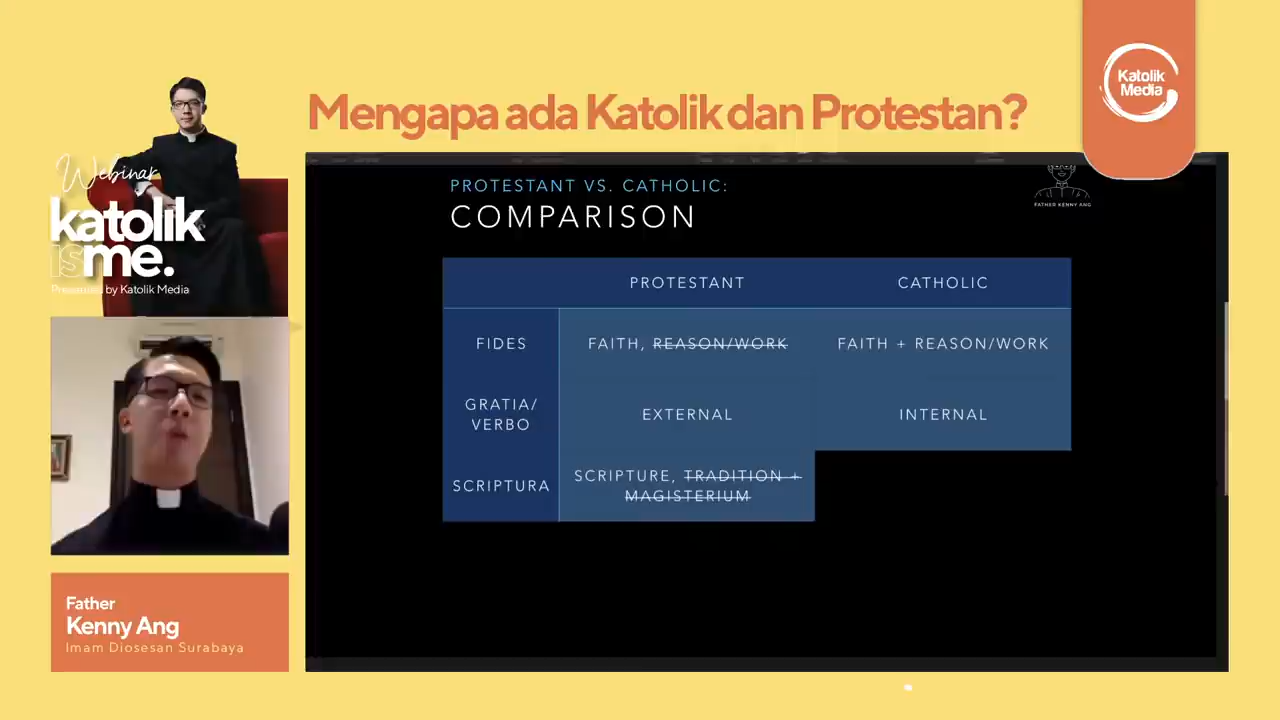 Katolik
Media
Mengapa ada Katolik dan Protestan?
Webinar
katolik
is me.
Presented by Katolik Media
Father
Kenny Ang
Imam Diosesan Surabaya
FATHER KENNY ANG
PROTESTANT VS. CATHOLIC:
COMPARISON
PROTESTANT CATHOLIC
FIDES FAITH, REASON/WORK FAITH + REASON/WORK
GRATIA/
VERBO EXTERNAL INTERNAL
SCRIPTURA SCRIPTURE, TRADITION +
MAGISTERIUM